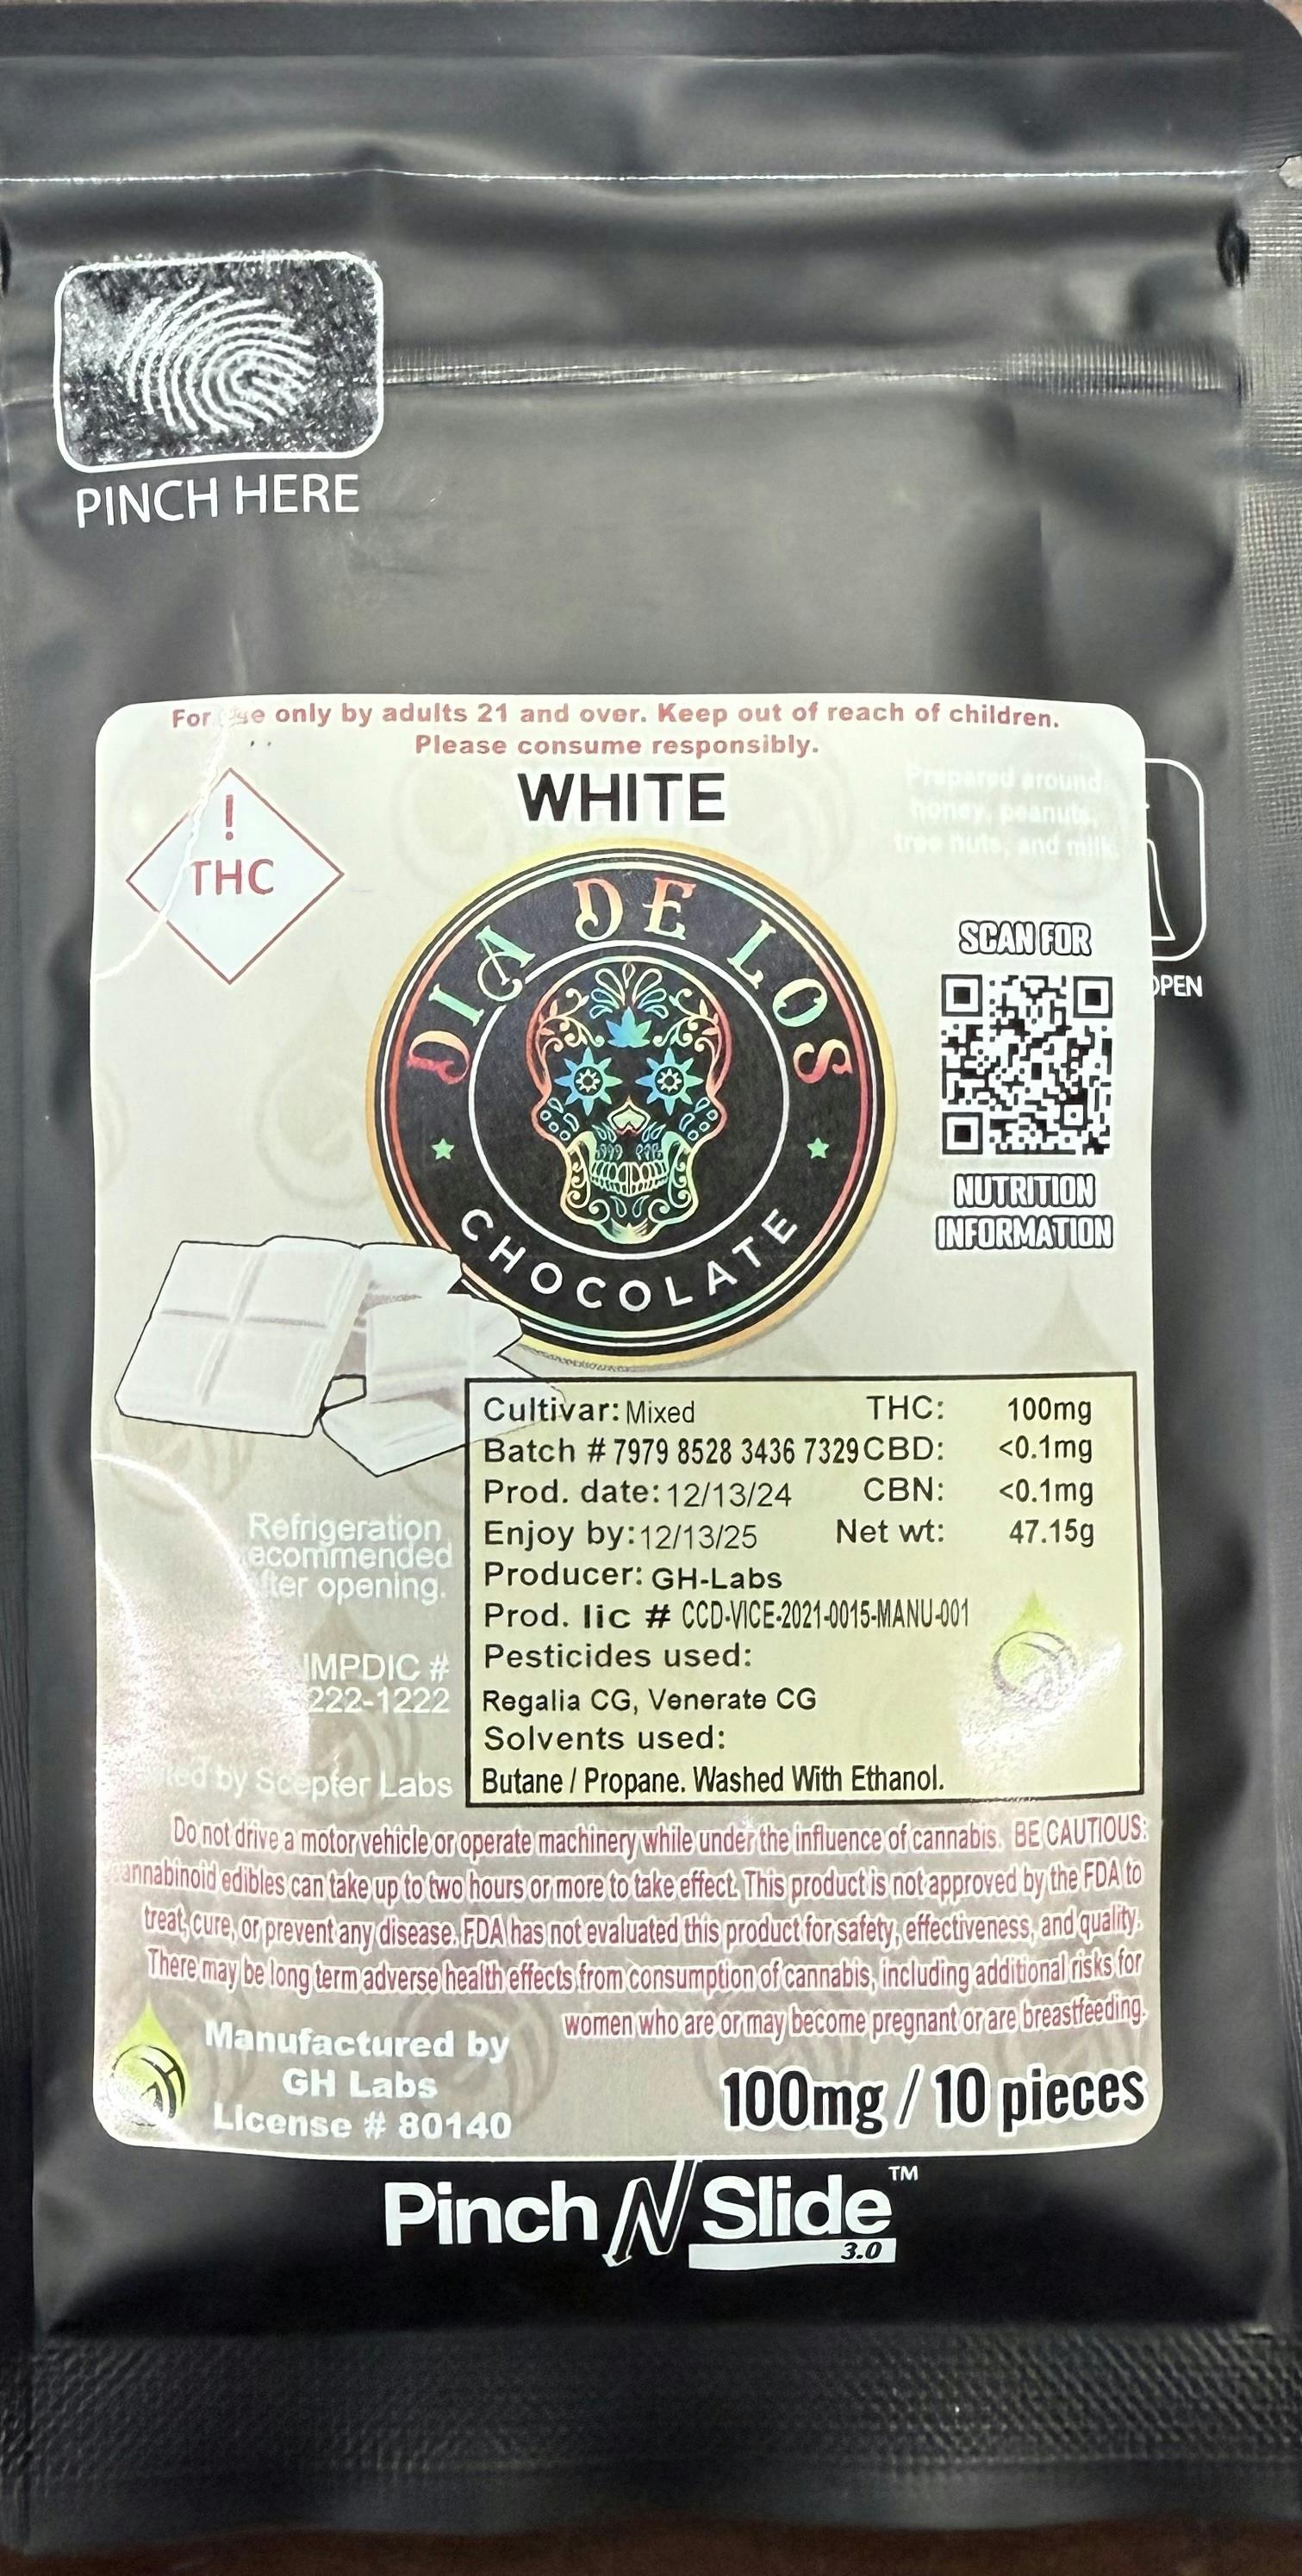 PINCH HERE
For use only by adults 21 and over. Keep out of reach of children.
Please consume responsibly.
WHITE
Prepared around
honey, peanuts,
tree nuts, and milk.
!
THC
DIA DE LOS
CHOCOLATE
SCAN FOR
NUTRITION
INFORMATION
OPEN
Cultivar: Mixed THC: 100mg
Batch # 7979 8528 3436 7329 CBD: <0.1mg
Prod. date: 12/13/24 CBN: <0.1mg
Enjoy by: 12/13/25 Net wt: 47.15g
Producer: GH-Labs
Prod. lic # CCD-VICE-2021-0015-MANU-001
Pesticides used:
Regalia CG, Venerate CG
Solvents used:
Butane / Propane. Washed With Ethanol.
Refrigeration
recommended
after opening.
IMPDIC #
222-1222
by Scepter Labs
Do not drive a motor vehicle or operate machinery while under the influence of cannabis. BE CAUTIOUS:
cannabinoid edibles can take up to two hours or more to take effect. This product is not approved by the FDA to
treat, cure, or prevent any disease. FDA has not evaluated this product for safety, effectiveness, and quality.
There may be long term adverse health effects from consumption of cannabis, including additional risks for
women who are or may become pregnant or are breastfeeding.
Manufactured by
GH Labs
License # 80140
100mg / 10 pieces
Pinch N Slide™
3.0